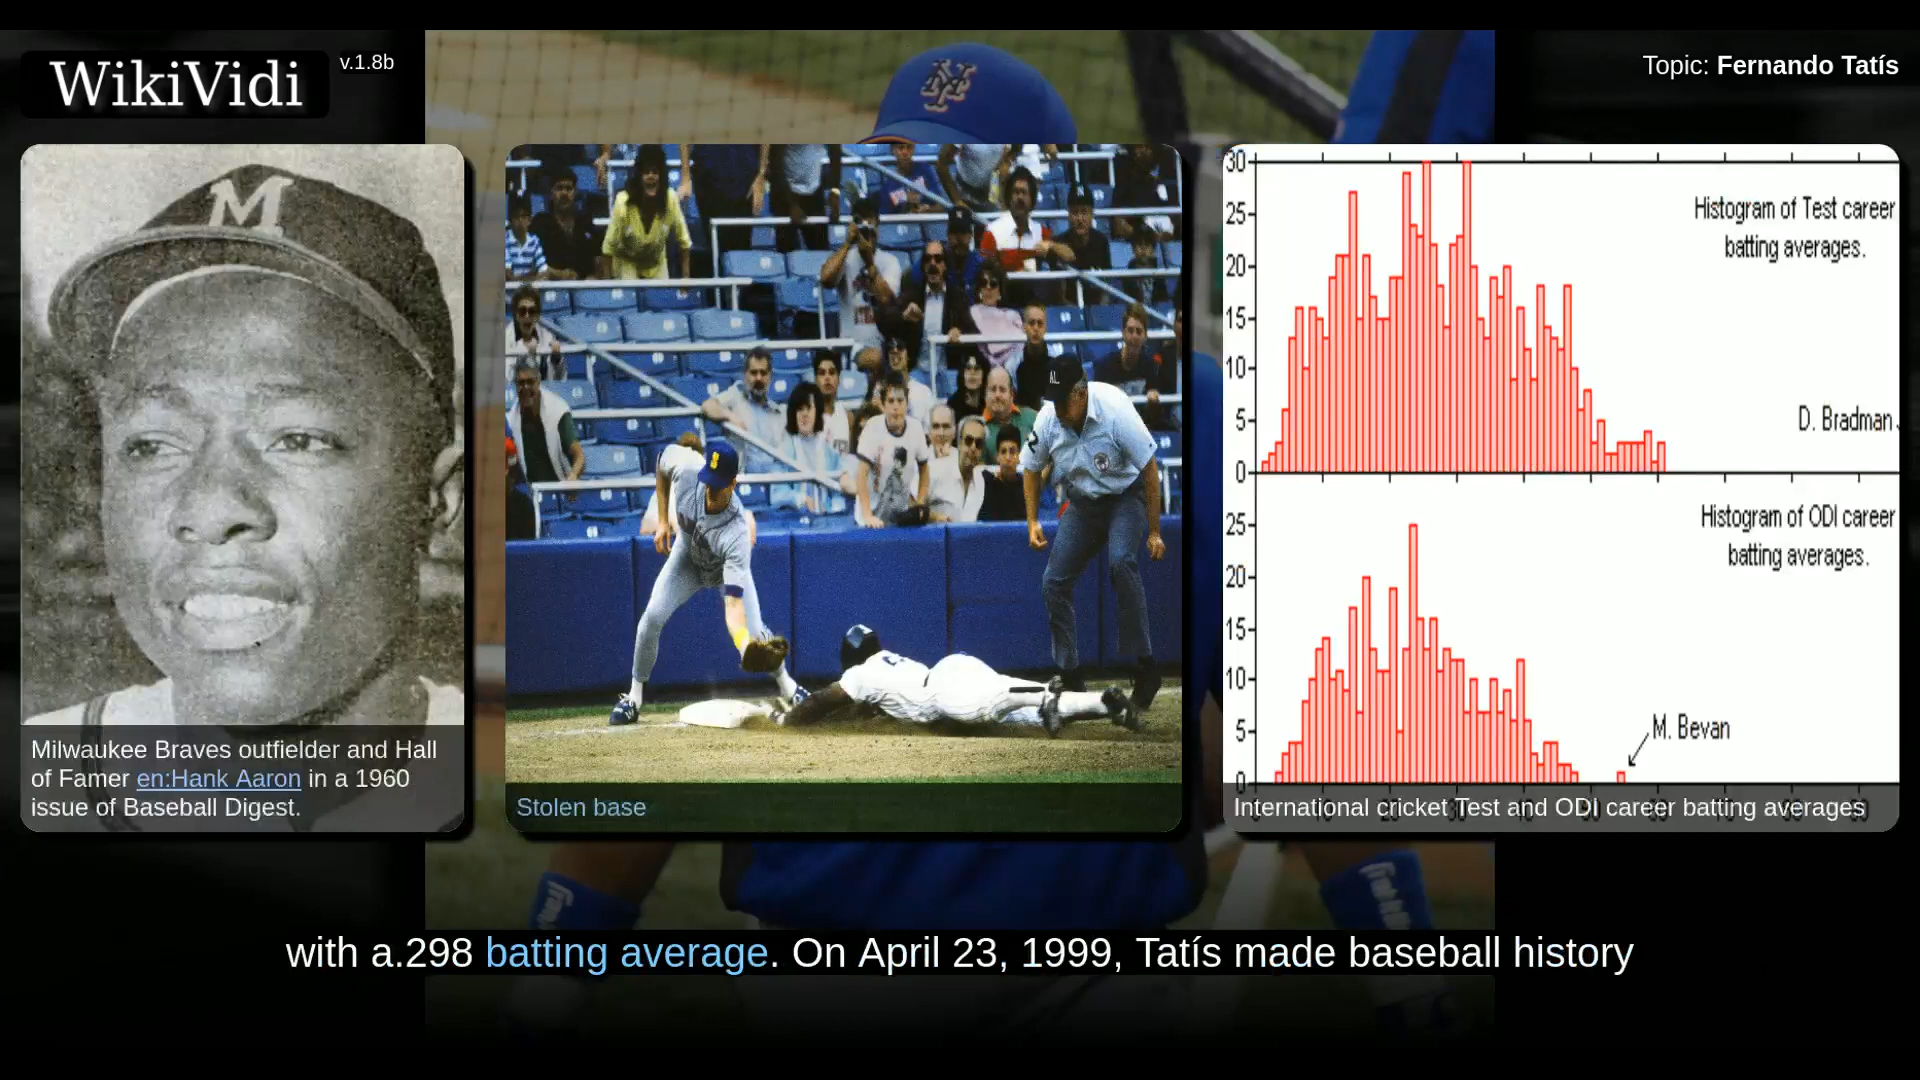 WikiVidi
v.1.8b
Topic: Fernando Tatís
M
Milwaukee Braves outfielder and Hall
of Famer en:Hank Aaron in a 1960
issue of Baseball Digest.
AL
2
Stolen base
30
25
20
15
10
5
0
Histogram of Test career
batting averages.
D. Bradman
25
20
15
10
5
0
Histogram of ODI career
batting averages.
M. Bevan
International cricket Test and ODI career batting averages
with a.298 batting average. On April 23, 1999, Tatís made baseball history